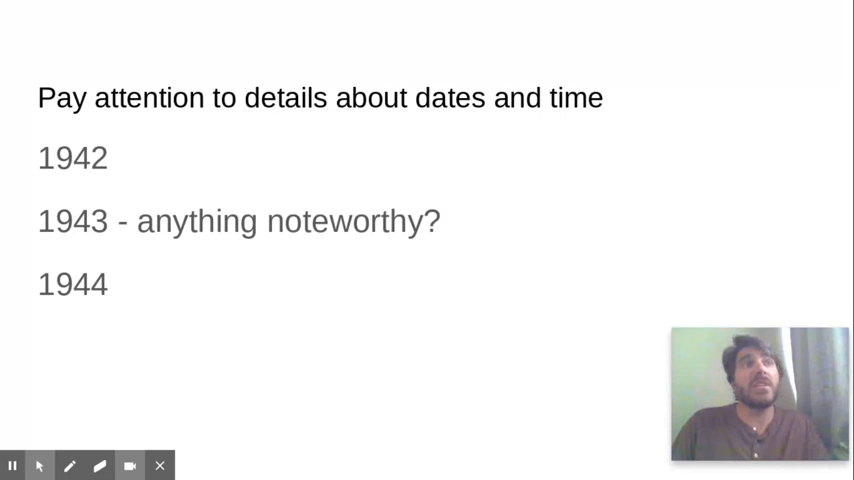 Pay attention to details about dates and time
1942
1943 - anything noteworthy?
1944